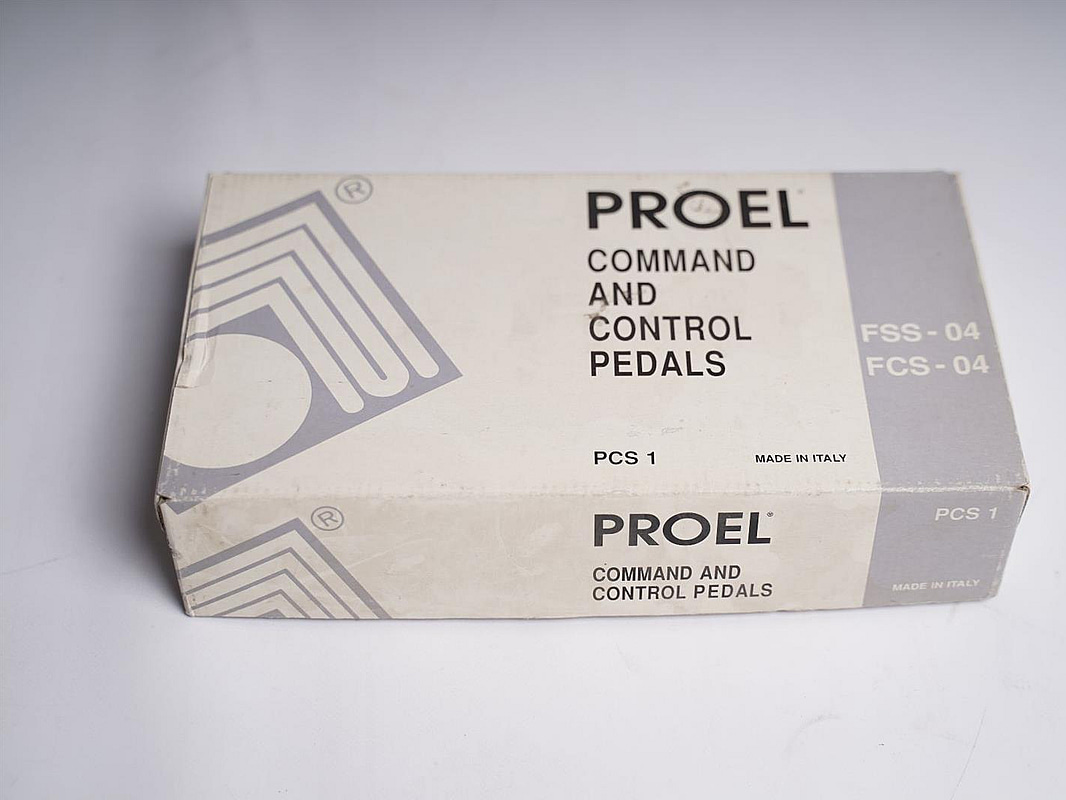 ®
PROEL®
COMMAND
AND
CONTROL
PEDALS
FSS - 04
FCS - 04
PCS 1
MADE IN ITALY
®
PROEL®
COMMAND AND
CONTROL PEDALS
PCS 1
MADE IN ITALY